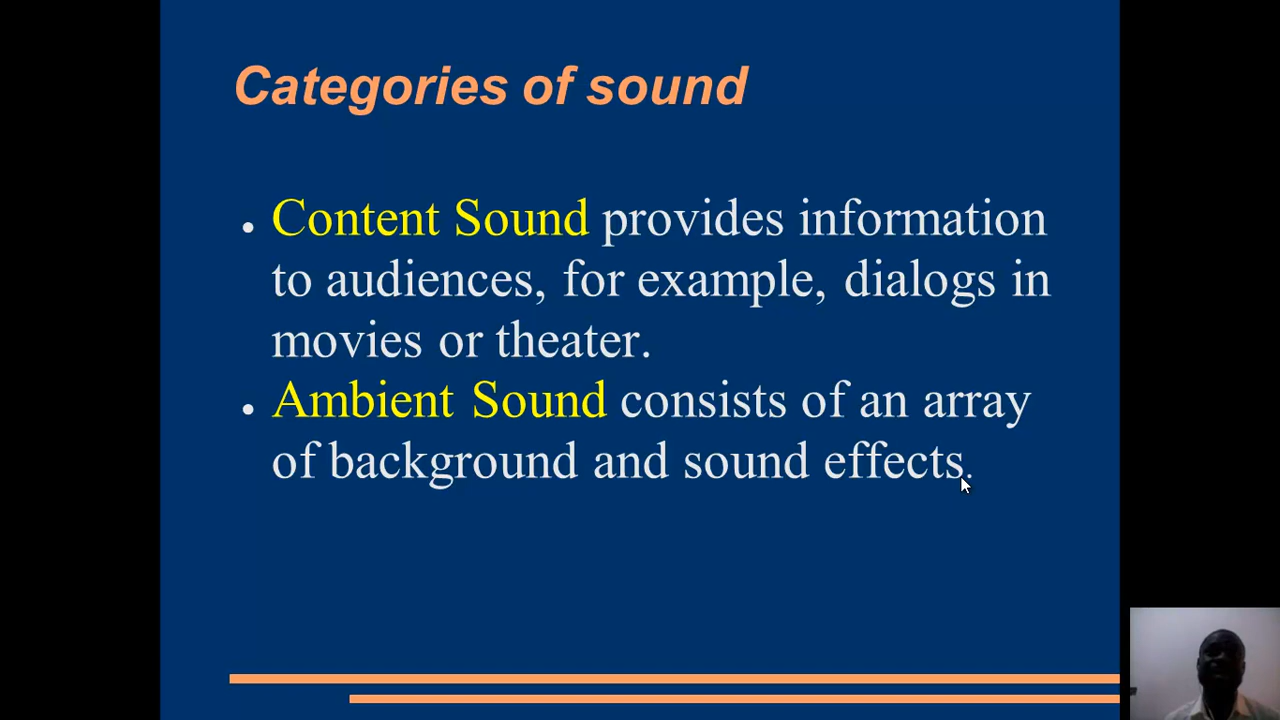 Categories of sound
● Content Sound provides information
to audiences, for example, dialogs in
movies or theater.
● Ambient Sound consists of an array
of background and sound effects.